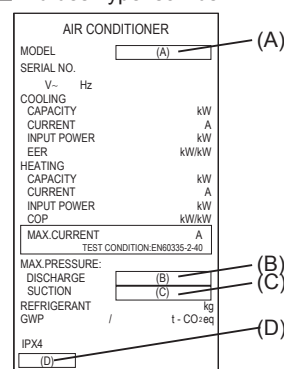 AIR CONDITIONER
MODEL (A) (A)
SERIAL NO.
V~ Hz
COOLING
CAPACITY kW
CURRENT A
INPUT POWER kW
EER kW/kW
HEATING
CAPACITY kW
CURRENT A
INPUT POWER kW
COP kW/kW
MAX.CURRENT A
TEST CONDITION:EN60335-2-40
MAX.PRESSURE:
DISCHARGE (B) (B)
SUCTION (C) (C)
REFRIGERANT kg
GWP / t - CO2eq
(D)
IPX4
(D)